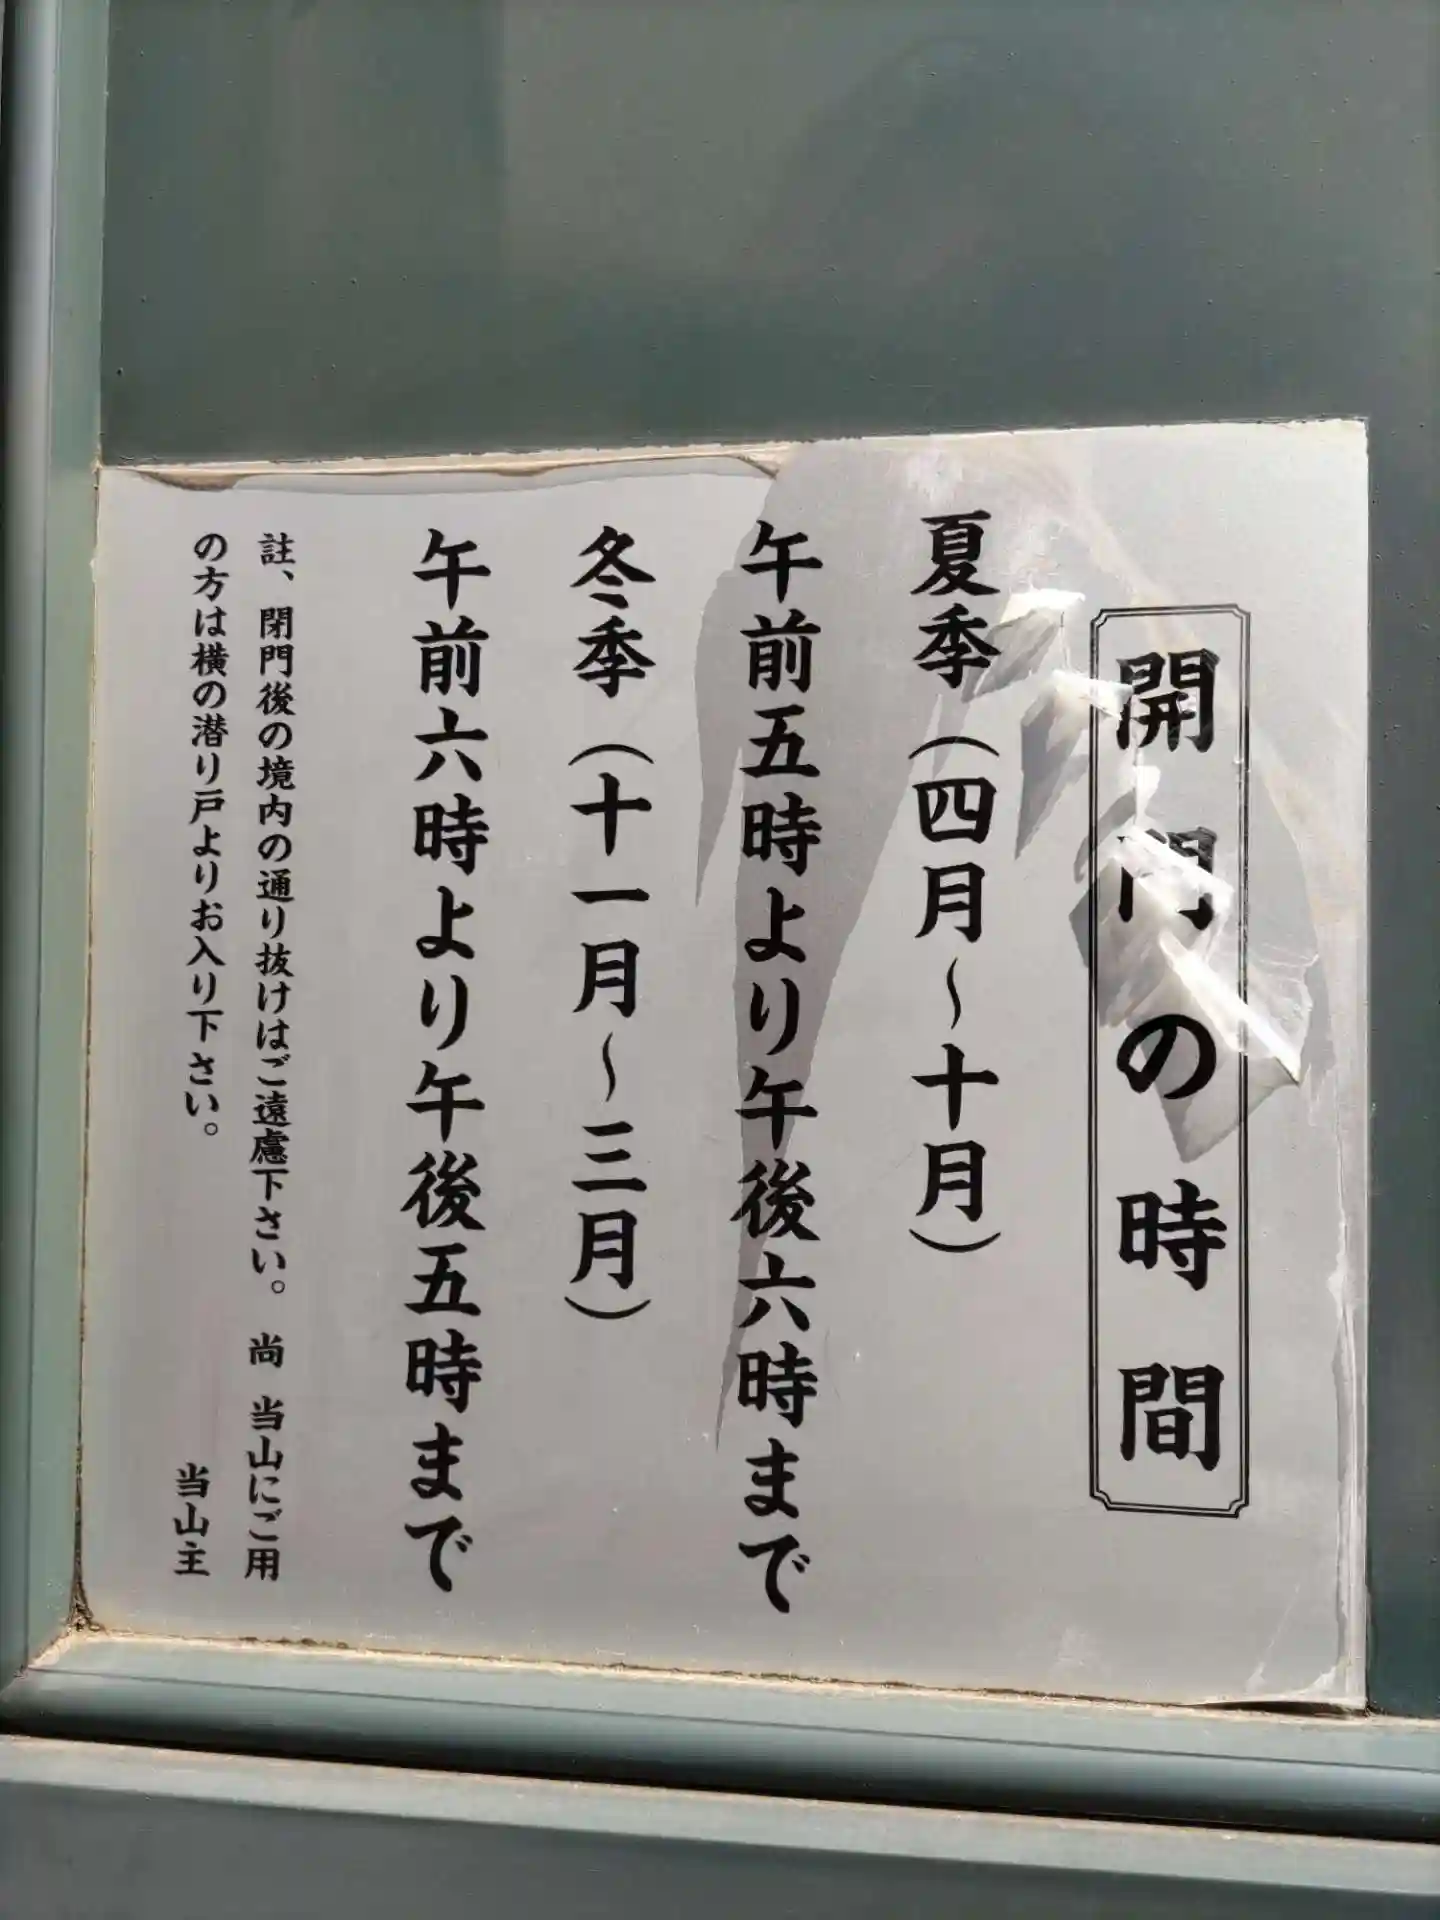 開門の時間
夏季（四月～十月）
午前五時より午後六時まで
冬季（十一月～三月）
午前六時より午後五時まで
註、閉門後の境内の通り抜けはご遠慮下さい。尚　当山にご用
の方は横の潜り戸よりお入り下さい。
当山主